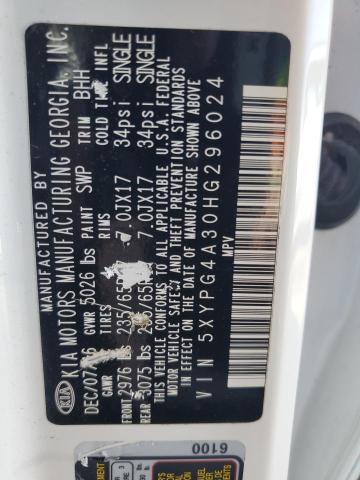 MANUFACTURED BY
KIA KIA MOTORS MANUFACTURING GEORGIA. INC.
DEC/07 GVWR 5026 lbs PAINT SWP TRIM BHH
GAWR TIRES RIMS COLD INF
FRONT 2976 lbs 235/65R 7.0JX17 34psi SINGLE
REAR 3075 lbs 7.0JX17 34psi SINGLE
THIS VEHICLE CONFORMS TO ALL APPLICABLE U.S.A. FEDERAL
MOTOR VEHICLE SAFETY AND THEFT PREVENTION STANDARDS
IN EFFECT ON THE DATE OF MANUFACTURE SHOWN ABOVE.
VIN 5XYPG4A30HG296024
MPV
6100